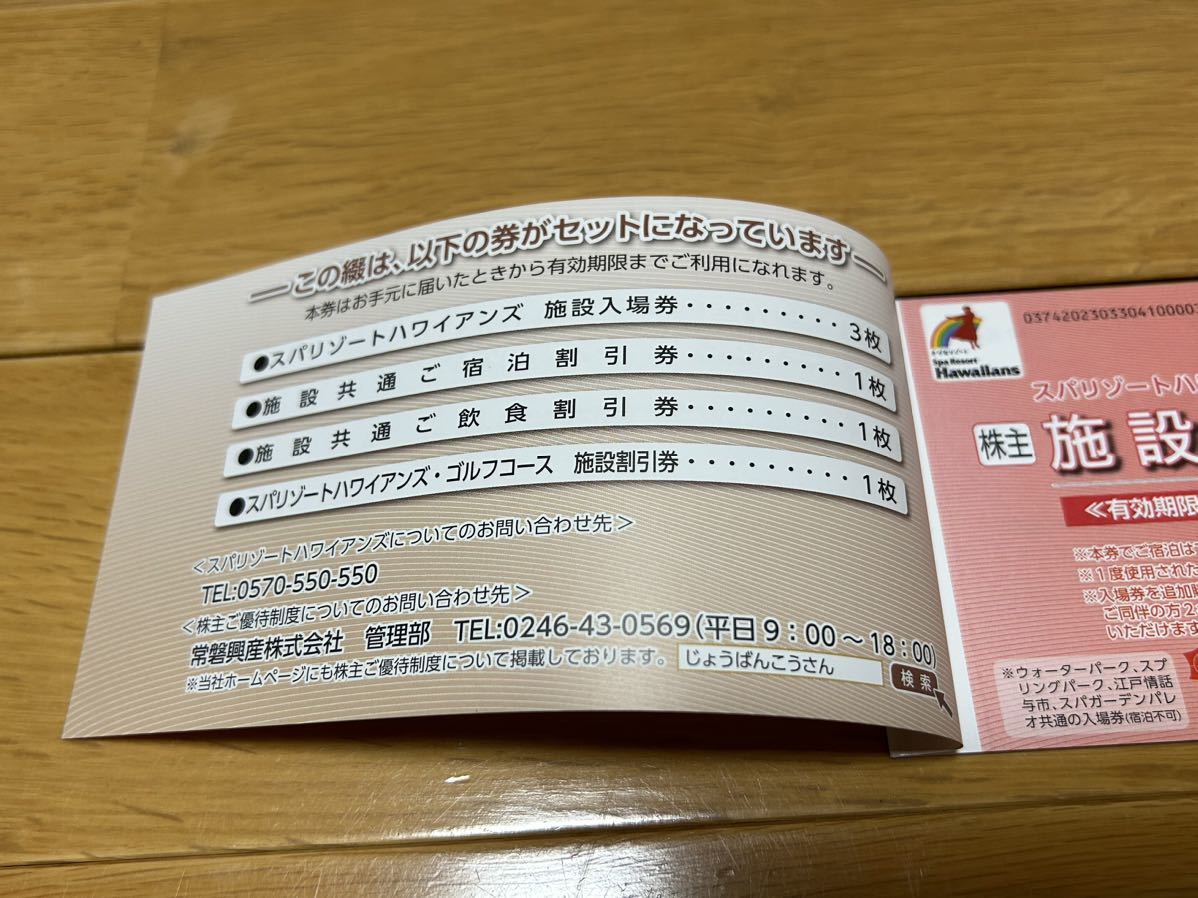 この綴は、以下の券がセットになっています
本券はお手元に届いたときから有効期限までご利用になれます。
●スパリゾートハワイアンズ 施設入場券・・・・・・・・・・3枚
●施設共通ご宿泊割引券・・・・・・・・・・1枚
●施設共通ご飲食割引券・・・・・・・・・・1枚
●スパリゾートハワイアンズ・ゴルフコース 施設割引券・・・・・・・・1枚
<スパリゾートハワイアンズについてのお問い合わせ先>
TEL:0570-550-550
<株主ご優待制度についてのお問い合わせ先>
常磐興産株式会社 管理部 TEL:0246-43-0569(平日9:00~18:00)
※当社ホームページにも株主ご優待制度について掲載しております。 じょうばんこうさん 検索
Spa Resort
Hawaiians
03742023033041000
スパリゾートハ
株主 施設
≪有効期限
※本券でご宿泊は
※1度使用された
※入場券を追加
ご同伴の方2
いただけます
※ウォーターパーク、スプ
リングパーク、江戸情話
与市、スパガーデンパレ
オ共通の入場券(宿泊不可)